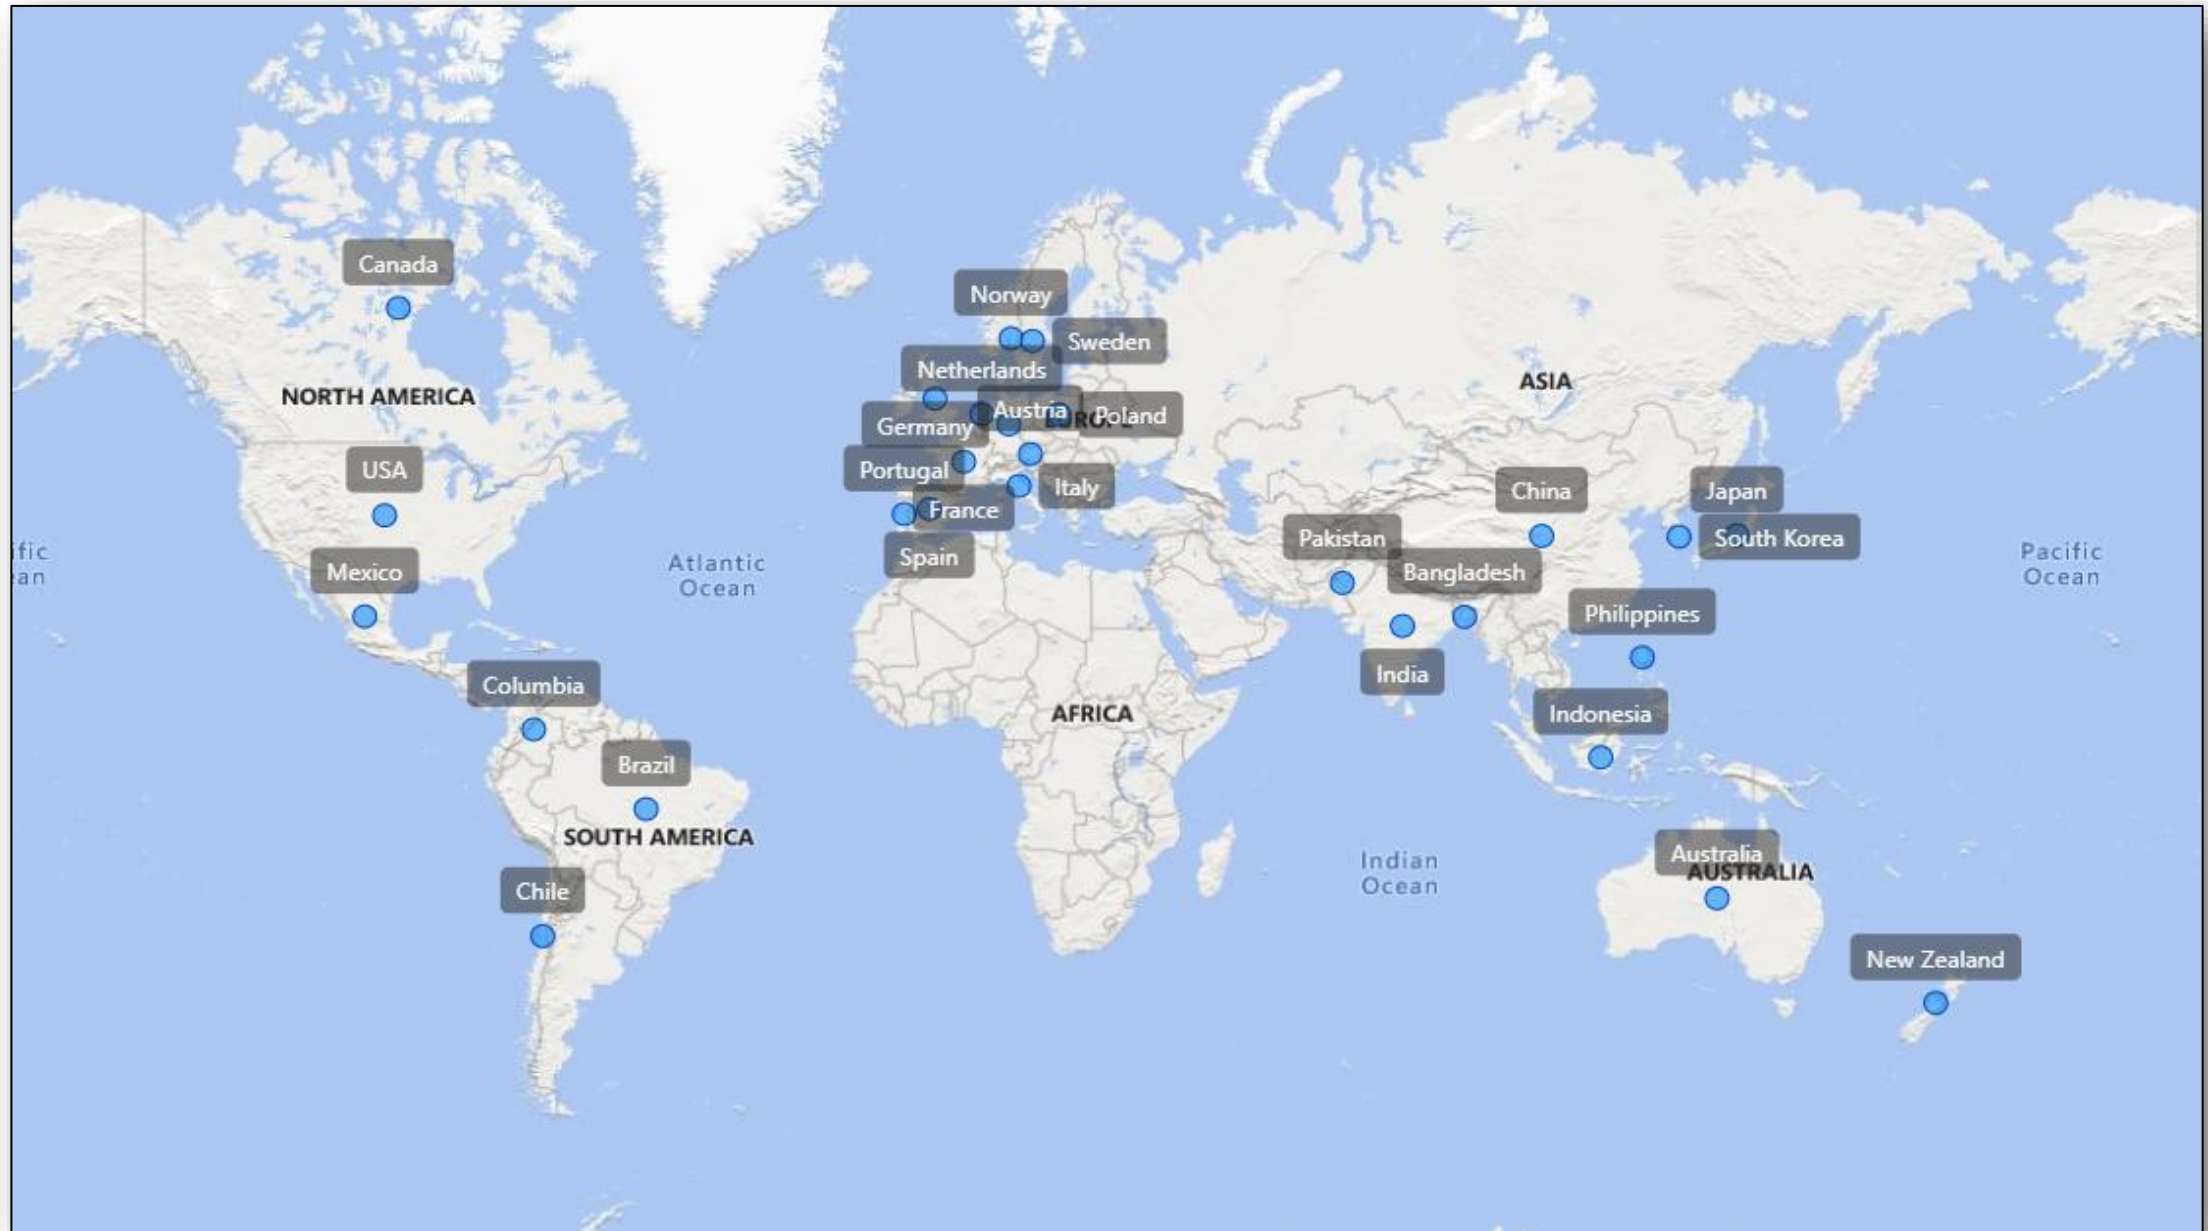 Canada
Norway
Sweden
Netherlands
NORTH AMERICA
ASIA
Austria
Poland
Germany
USA
Portugal
Italy
China
Japan
France
Pakistan
South Korea
Spain
Atlantic
Ocean
Pacific
Ocean
Mexico
Bangladesh
Philippines
India
Columbia
AFRICA
Indonesia
Brazil
SOUTH AMERICA
Indian
Ocean
Australia
AUSTRALIA
Chile
New Zealand